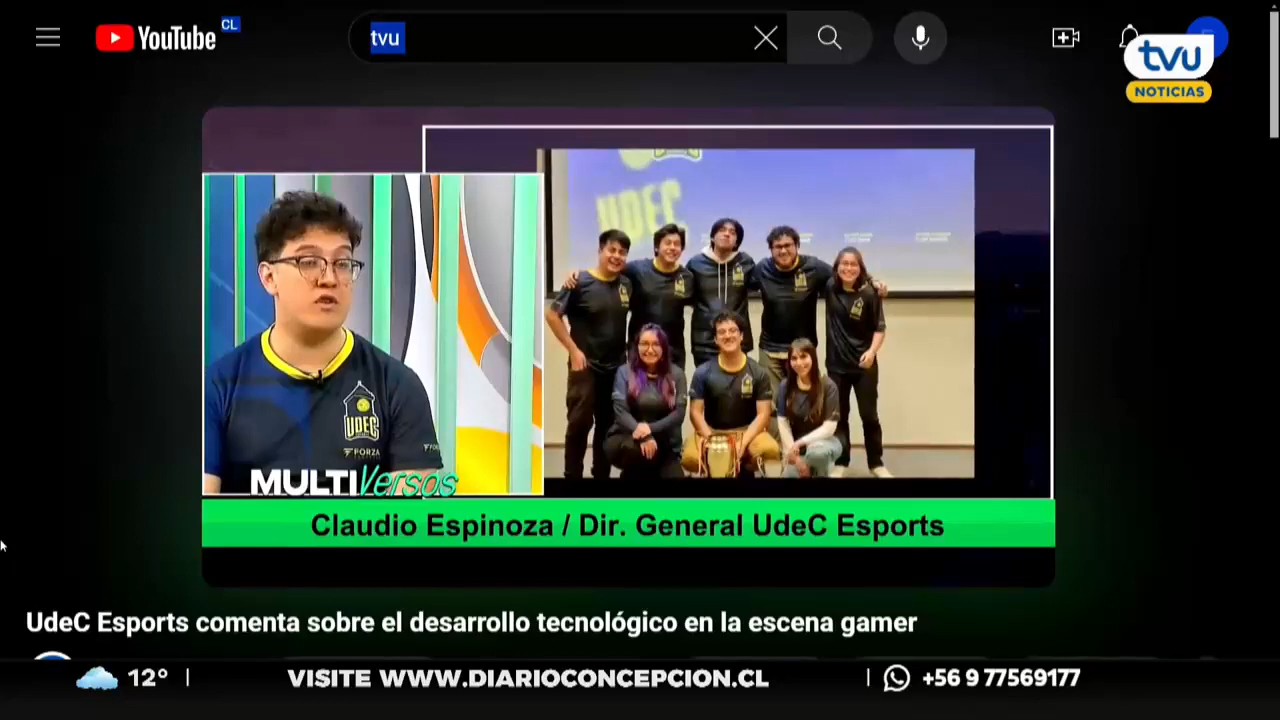 YouTube CL
tvu
tvu
NOTICIAS
UDEC
UDEC
FORZA
MULTIVersos
Claudio Espinoza / Dir. General UdeC Esports
UdeC Esports comenta sobre el desarrollo tecnológico en la escena gamer
12° | VISITE WWW.DIARIOCONCEPCION.CL | +56 9 77569177